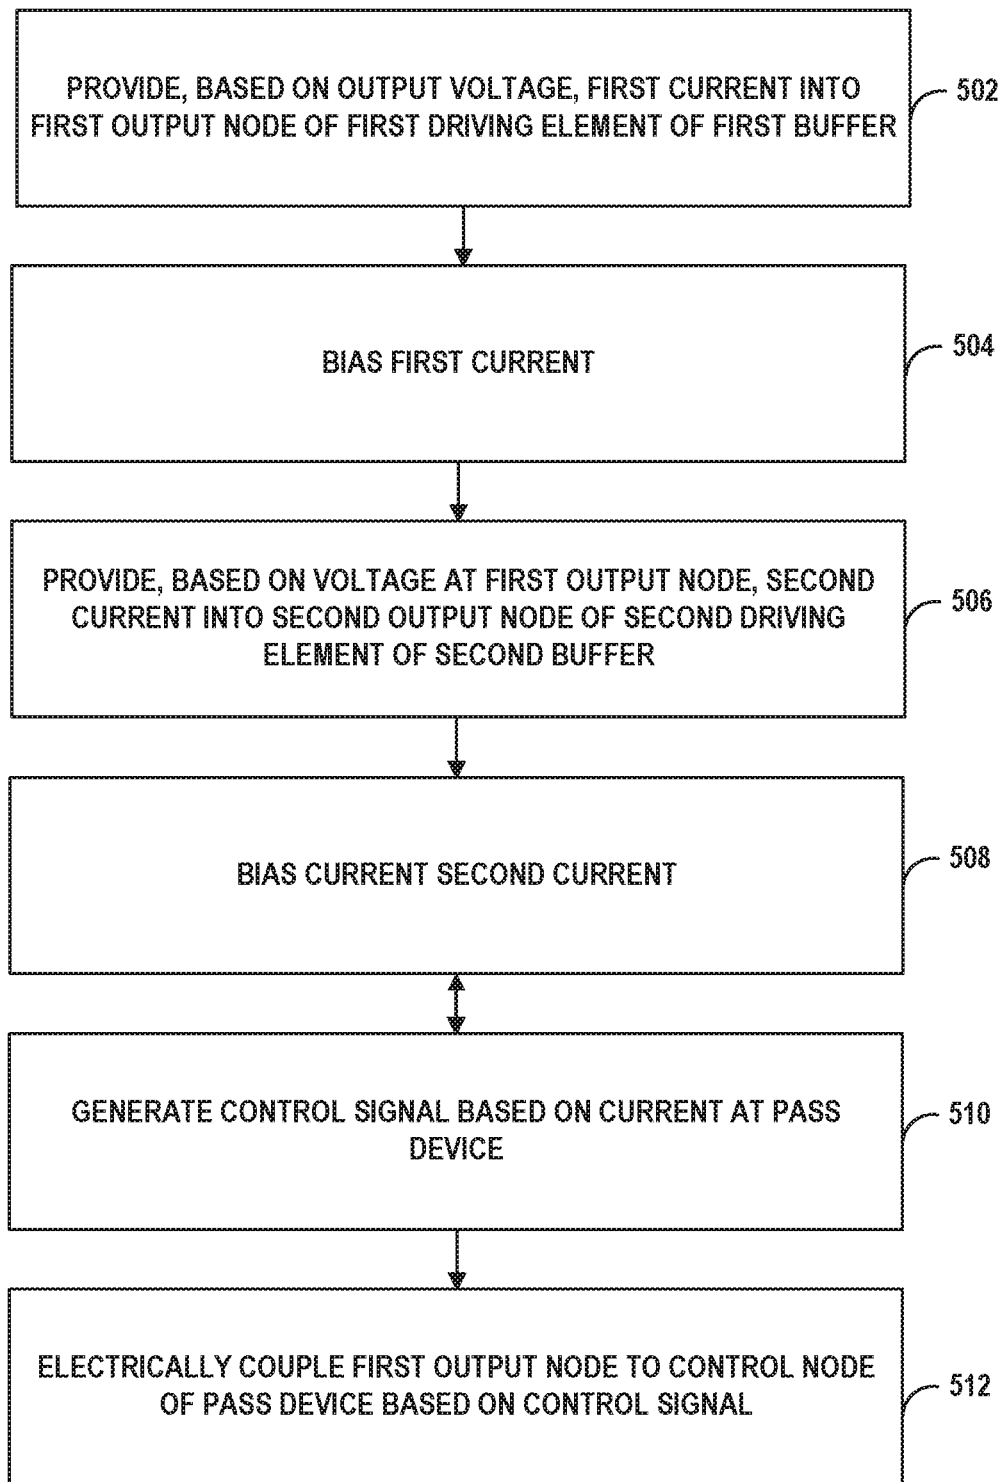 PROVIDE, BASED ON OUTPUT VOLTAGE, FIRST CURRENT INTO
FIRST OUTPUT NODE OF FIRST DRIVING ELEMENT OF FIRST BUFFER
502
BIAS FIRST CURRENT
504
PROVIDE, BASED ON VOLTAGE AT FIRST OUTPUT NODE, SECOND
CURRENT INTO SECOND OUTPUT NODE OF SECOND DRIVING
ELEMENT OF SECOND BUFFER
506
BIAS CURRENT SECOND CURRENT
508
GENERATE CONTROL SIGNAL BASED ON CURRENT AT PASS
DEVICE
510
ELECTRICALLY COUPLE FIRST OUTPUT NODE TO CONTROL NODE
OF PASS DEVICE BASED ON CONTROL SIGNAL
512